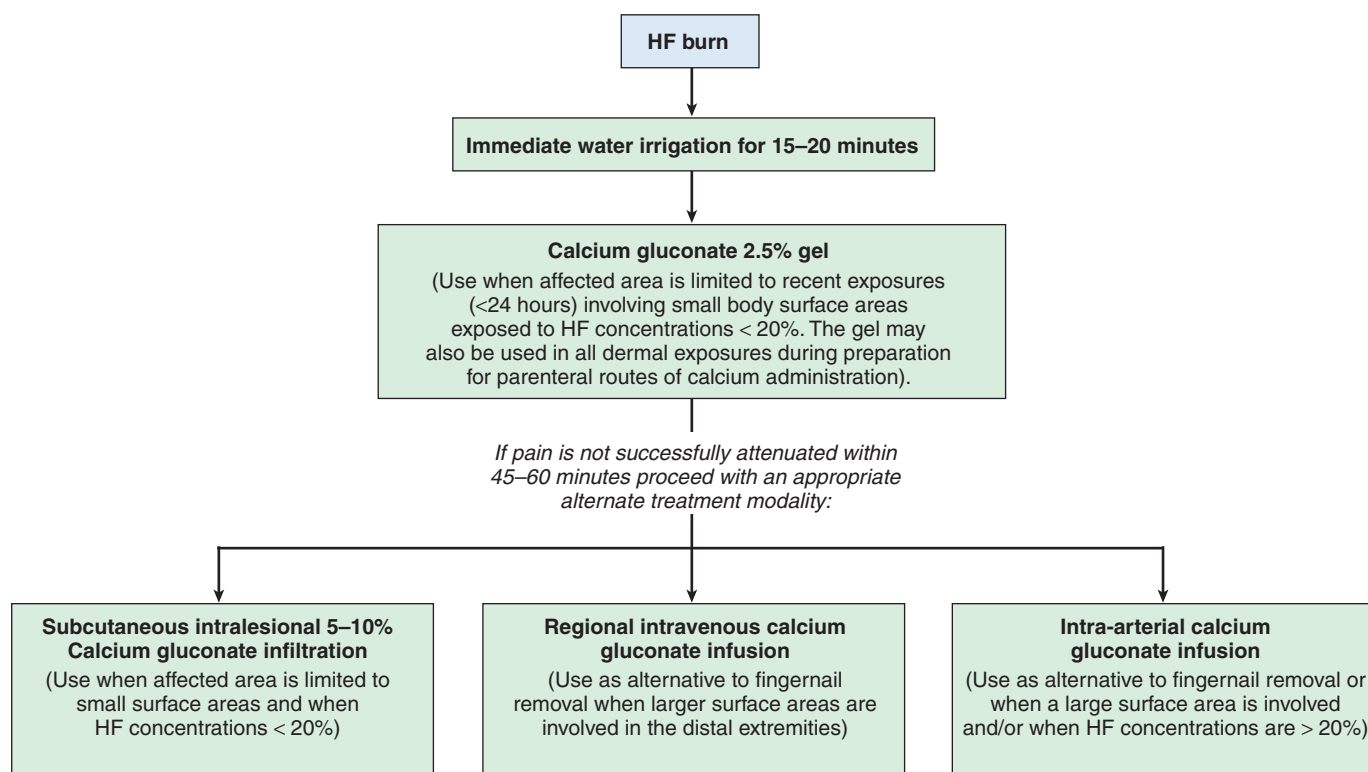 HF burn
Immediate water irrigation for 15–20 minutes
Calcium gluconate 2.5% gel
(Use when affected area is limited to recent exposures
(<24 hours) involving small body surface areas
exposed to HF concentrations < 20%. The gel may
also be used in all dermal exposures during preparation
for parenteral routes of calcium administration).
If pain is not successfully attenuated within
45–60 minutes proceed with an appropriate
alternate treatment modality:
Subcutaneous intralesional 5–10%
Calcium gluconate infiltration
(Use when affected area is limited to
small surface areas and when
HF concentrations < 20%)
Regional intravenous calcium
gluconate infusion
(Use as alternative to fingernail
removal when larger surface areas are
involved in the distal extremities)
Intra-arterial calcium
gluconate infusion
(Use as alternative to fingernail removal or
when a large surface area is involved
and/or when HF concentrations are > 20%)